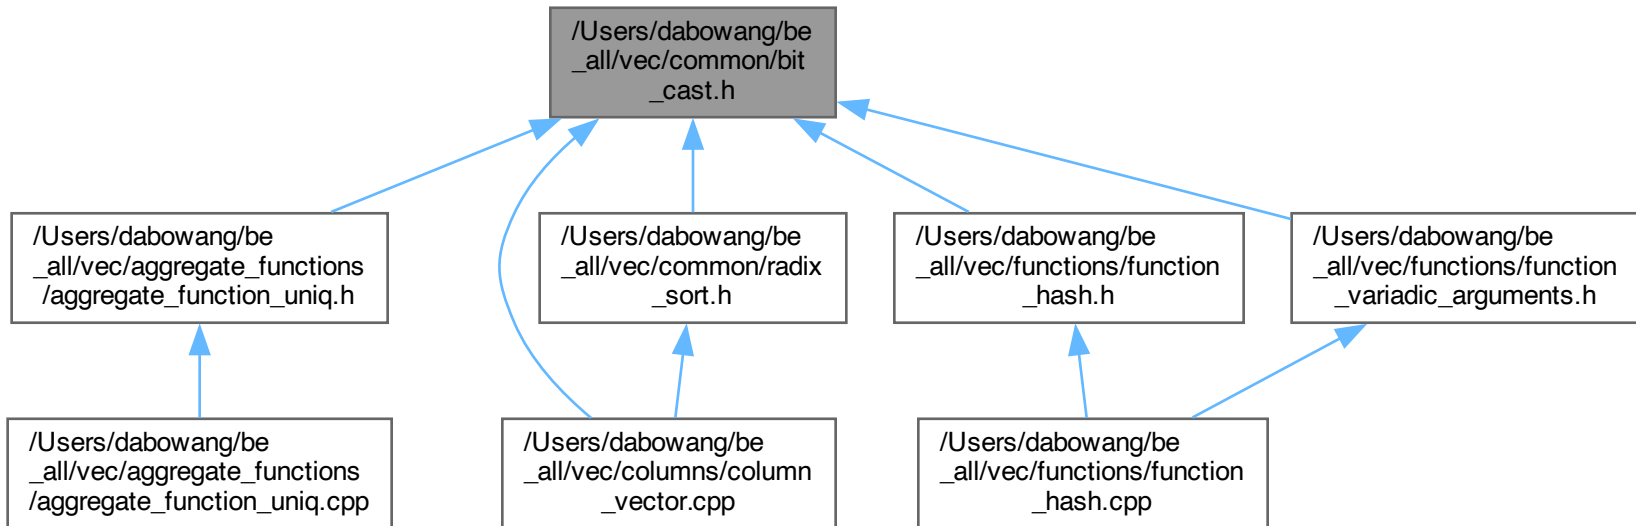 /Users/dabowang/be
_all/vec/common/bit
_cast.h
/Users/dabowang/be
_all/vec/aggregate_functions
/aggregate_function_uniq.h
/Users/dabowang/be
_all/vec/common/radix
_sort.h
/Users/dabowang/be
_all/vec/functions/function
_hash.h
/Users/dabowang/be
_all/vec/functions/function
_variadic_arguments.h
/Users/dabowang/be
_all/vec/aggregate_functions
/aggregate_function_uniq.cpp
/Users/dabowang/be
_all/vec/columns/column
_vector.cpp
/Users/dabowang/be
_all/vec/functions/function
_hash.cpp